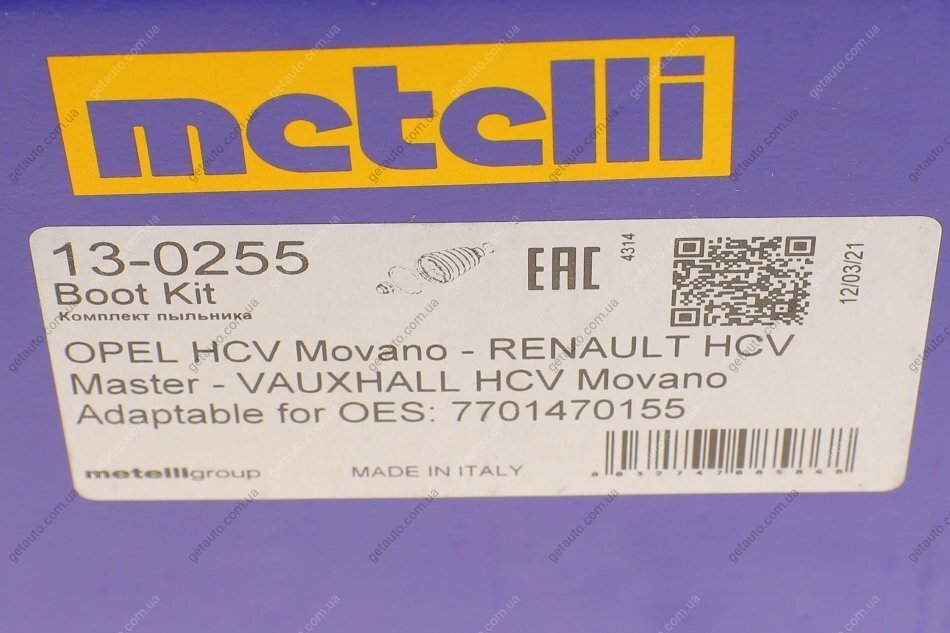 metelli
13-0255
Boot Kit
Комплект пыльника
EAC
4314
12/03/21
OPEL HCV Movano - RENAULT HCV
Master - VAUXHALL HCV Movano
Adaptable for OES: 7701470155
metelligroup
MADE IN ITALY
8032747085868
getauto.com.ua